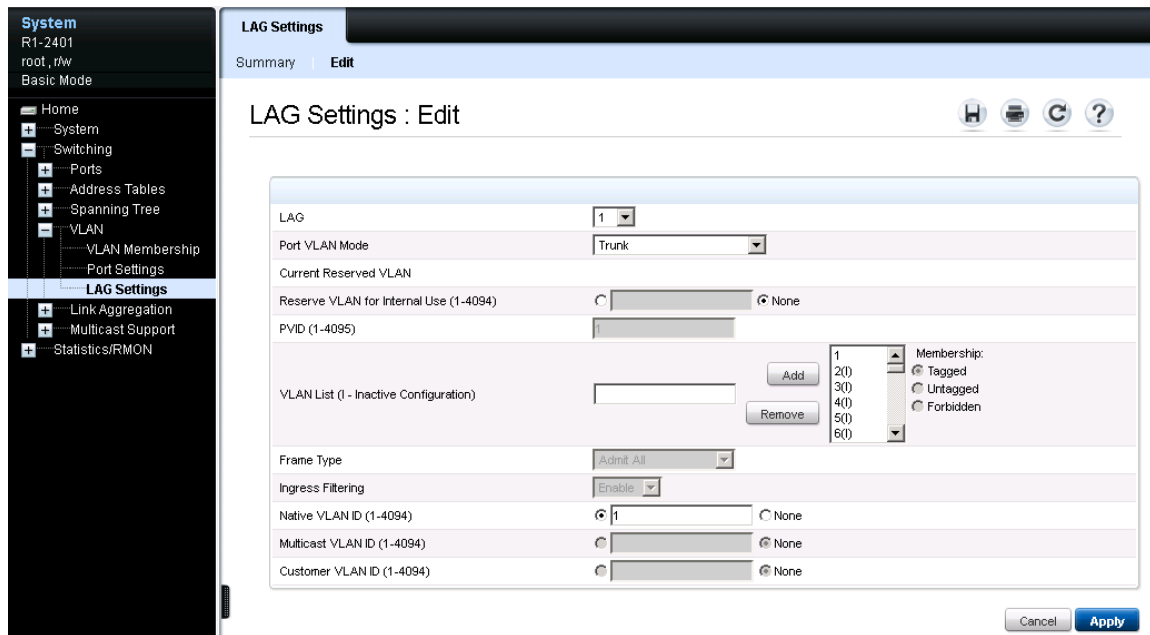 System
R1-2401
root , r/w
Basic Mode
Home
System
Switching
Ports
Address Tables
Spanning Tree
VLAN
VLAN Membership
Port Settings
LAG Settings
Link Aggregation
Multicast Support
Statistics/RMON
LAG Settings
Summary Edit
LAG Settings : Edit
LAG 1
Port VLAN Mode Trunk
Current Reserved VLAN
Reserve VLAN for Internal Use (1-4094) None
PVID (1-4095) 1
VLAN List (I - Inactive Configuration) Add Remove
1
2(I)
3(I)
4(I)
5(I)
6(I)
Membership:
Tagged
Untagged
Forbidden
Frame Type Admit All
Ingress Filtering Enable
Native VLAN ID (1-4094) 1 None
Multicast VLAN ID (1-4094) None
Customer VLAN ID (1-4094) None
Cancel Apply